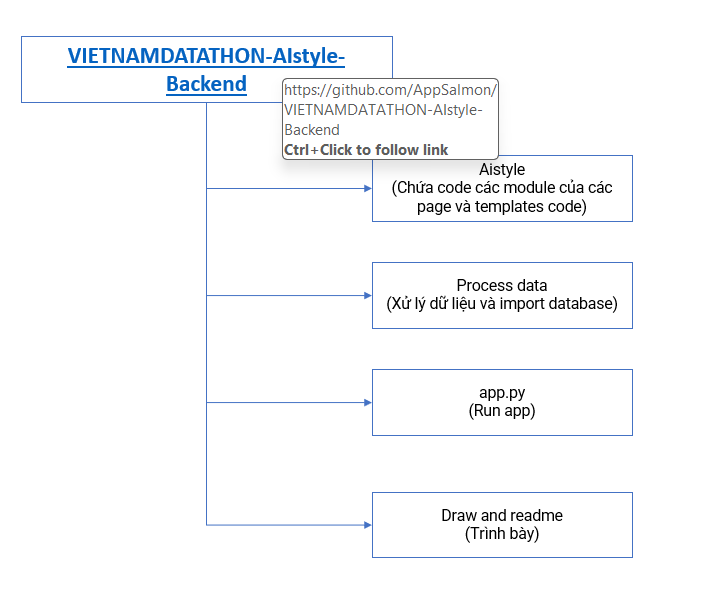 VIETNAMDATATHON-AIstyle-
Backend
https://github.com/AppSalmon/
VIETNAMDATATHON-AIstyle-
Backend
Ctrl+Click to follow link
Aistyle
(Chứa code các module của các
page và templates code)
Process data
(Xử lý dữ liệu và import database)
app.py
(Run app)
Draw and readme
(Trình bày)